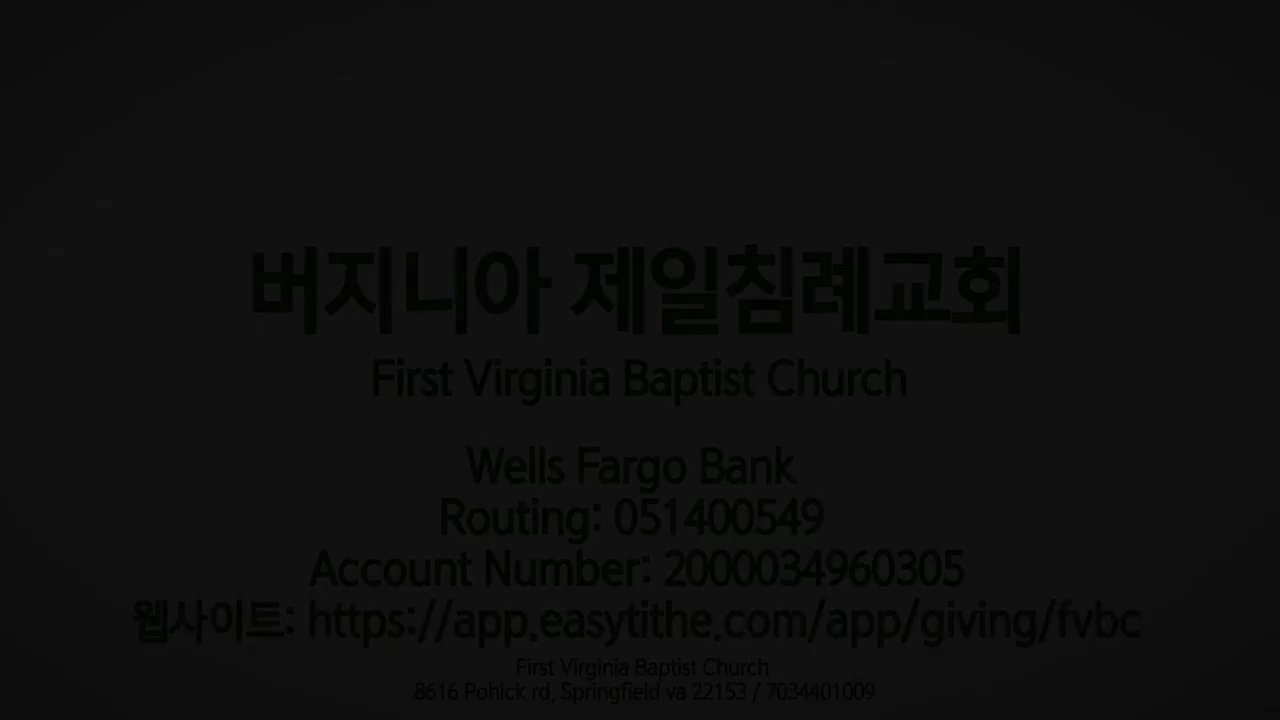 버지니아 제일침례교회
First Virginia Baptist Church
Wells Fargo Bank
Routing: 051400549
Account Number: 2000034960305
웹사이트: https://app.easytithe.com/app/giving/fvbc
First Virginia Baptist Church
8616 Pohick rd, Springfield va 22153 / 7034401009